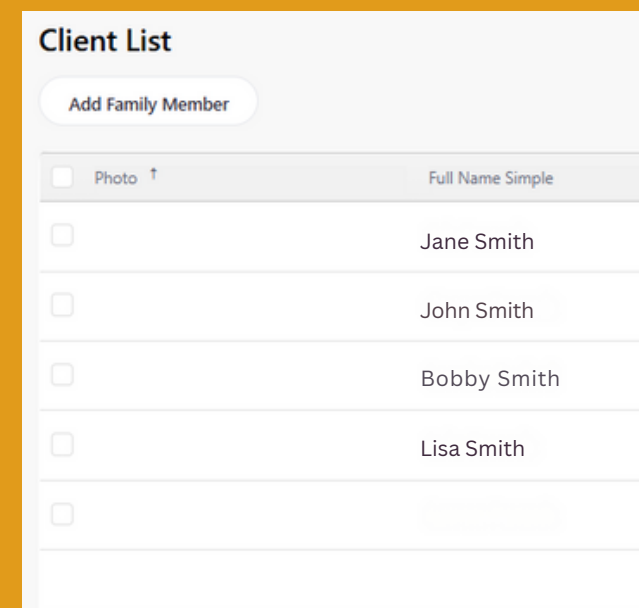 Client List
Add Family Member
Photo ↑ Full Name Simple
Jane Smith
John Smith
Bobby Smith
Lisa Smith